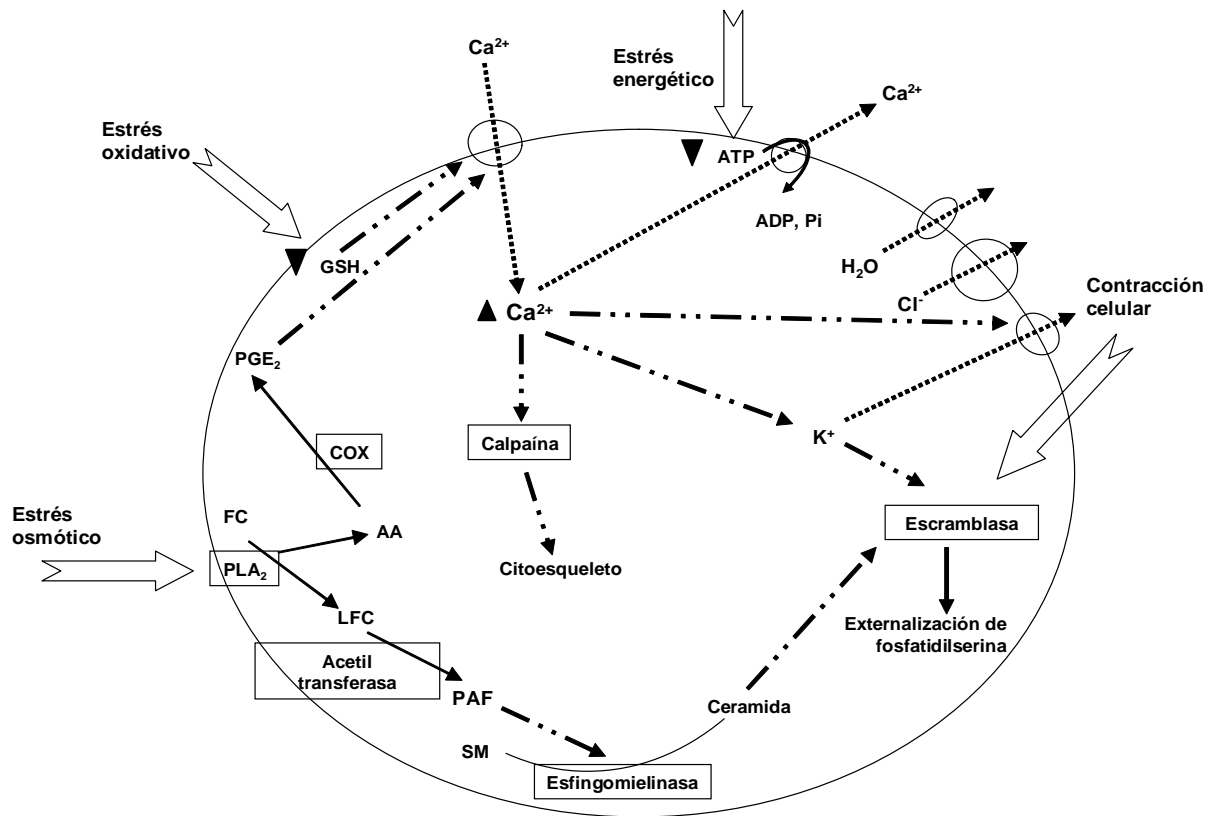 Ca²⁺
Estrés
energético
Ca²⁺
Estrés
oxidativo
ATP
ADP, Pi
GSH
H₂O
Contracción
celular
Cl⁻
Ca²⁺
PGE₂
K⁺
Calpaína
COX
Estrés
osmótico
FC
AA
Escramblasa
PLA₂
Citoesqueleto
LFC
Externalización de
fosfatidilserina
Acetil
transferasa
PAF
Ceramida
SM
Esfingomielinasa